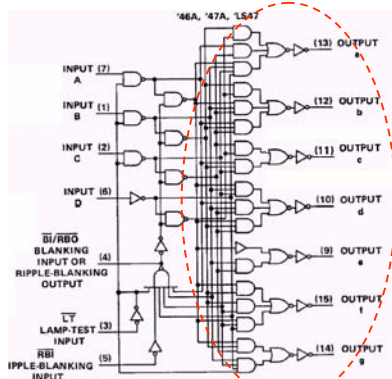 '46A, '47A, 'LS47
INPUT (7)
A
INPUT (1)
B
INPUT (2)
C
INPUT (6)
D
BI/RBO
BLANKING
INPUT OR (4)
RIPPLE-BLANKING
OUTPUT
LT
LAMP-TEST (3)
INPUT
RBI
IPPLE-BLANKING (5)
INPUT
(13) OUTPUT
a
(12) OUTPUT
b
(11) OUTPUT
c
(10) OUTPUT
d
(9) OUTPUT
e
(15) OUTPUT
f
(14) OUTPUT
g